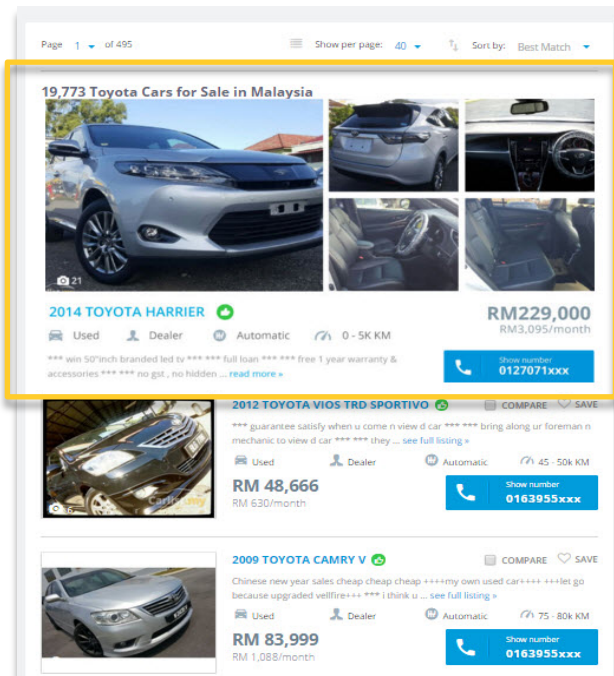 Page 1 of 495 Show per page: 40 Sort by: Best Match
19,773 Toyota Cars for Sale in Malaysia
21
2014 TOYOTA HARRIER
RM229,000
Used Dealer Automatic 0 - 5K KM
RM3,095/month
*** win 50"inch branded led tv *** *** full loan *** *** free 1 year warranty &
accessories *** *** no gst , no hidden ... read more »
Show number
0127071xxx
2012 TOYOTA VIOS TRD SPORTIVO COMPARE SAVE
*** guarantee satisfy when u come n view d car *** *** bring along ur foreman n
mechanic to view d car *** *** they ... see full listing »
Used Dealer Automatic 45 - 50k KM
RM 48,666
RM 630/month
Show number
0163955xxx
2009 TOYOTA CAMRY V COMPARE SAVE
Chinese new year sales cheap cheap cheap ++++my own used car++++ +++let go
because upgraded vellfire+++ *** i think u ... see full listing »
Used Dealer Automatic 75 - 80k KM
RM 83,999
RM 1,088/month
Show number
0163955xxx